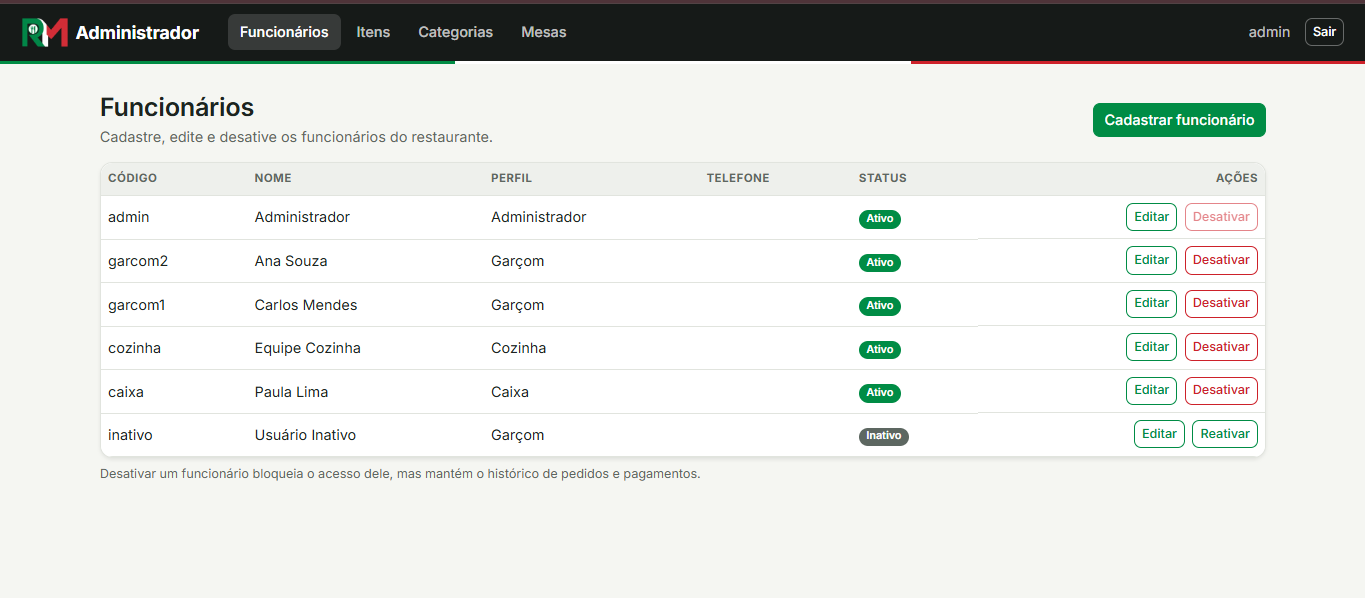 RM Administrador Funcionários Itens Categorias Mesas admin Sair
Funcionários
Cadastrar funcionário
Cadastre, edite e desative os funcionários do restaurante.
CÓDIGO NOME PERFIL TELEFONE STATUS AÇÕES
admin Administrador Administrador Ativo Editar Desativar
garcom2 Ana Souza Garçom Ativo Editar Desativar
garcom1 Carlos Mendes Garçom Ativo Editar Desativar
cozinha Equipe Cozinha Cozinha Ativo Editar Desativar
caixa Paula Lima Caixa Ativo Editar Desativar
inativo Usuário Inativo Garçom Inativo Editar Reativar
Desativar um funcionário bloqueia o acesso dele, mas mantém o histórico de pedidos e pagamentos.